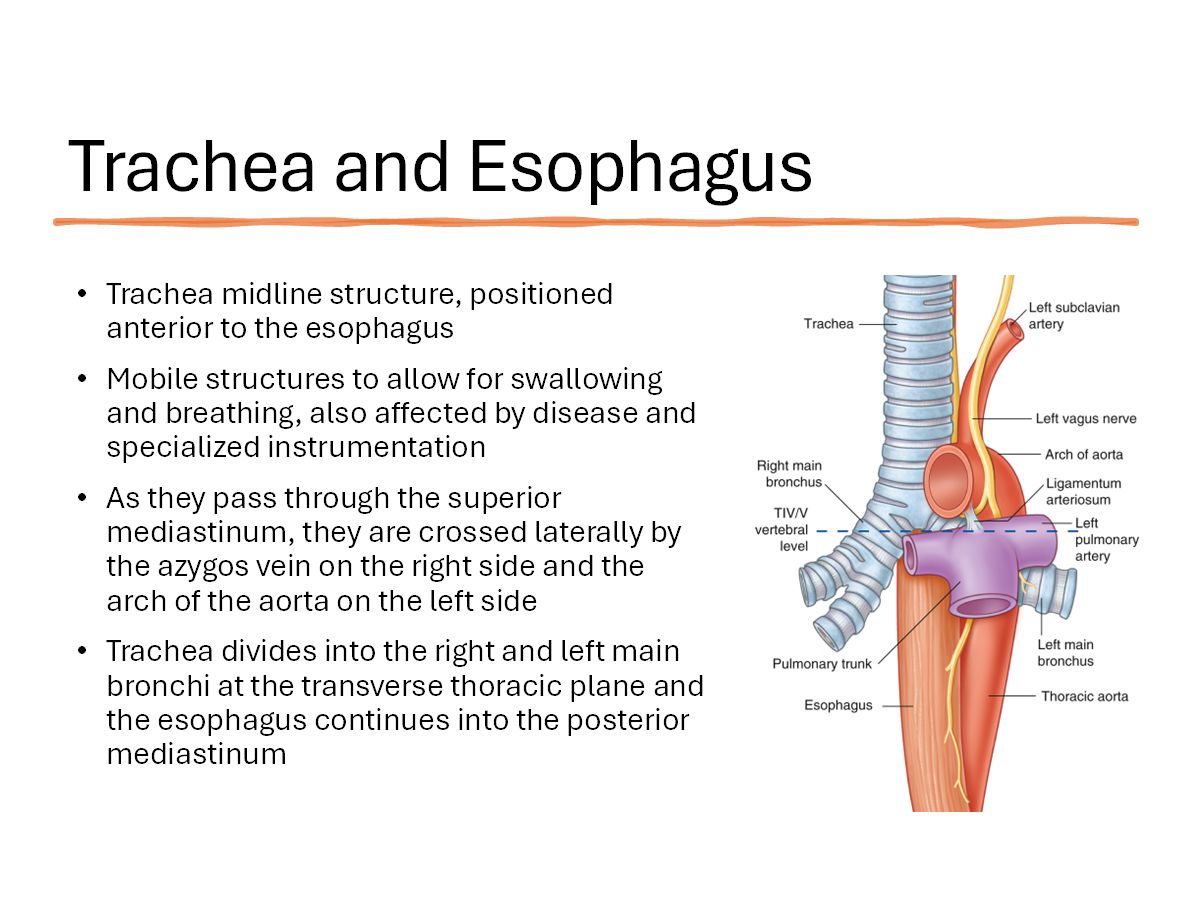 Trachea and Esophagus
• Trachea midline structure, positioned
anterior to the esophagus
• Mobile structures to allow for swallowing
and breathing, also affected by disease and
specialized instrumentation
• As they pass through the superior
mediastinum, they are crossed laterally by
the azygos vein on the right side and the
arch of the aorta on the left side
• Trachea divides into the right and left main
bronchi at the transverse thoracic plane and
the esophagus continues into the posterior
mediastinum
Left subclavian
artery
Trachea
Left vagus nerve
Arch of aorta
Right main
bronchus
Ligamentum
arteriosum
TIV/V
vertebral
level
Left
pulmonary
artery
Left main
bronchus
Pulmonary trunk
Thoracic aorta
Esophagus